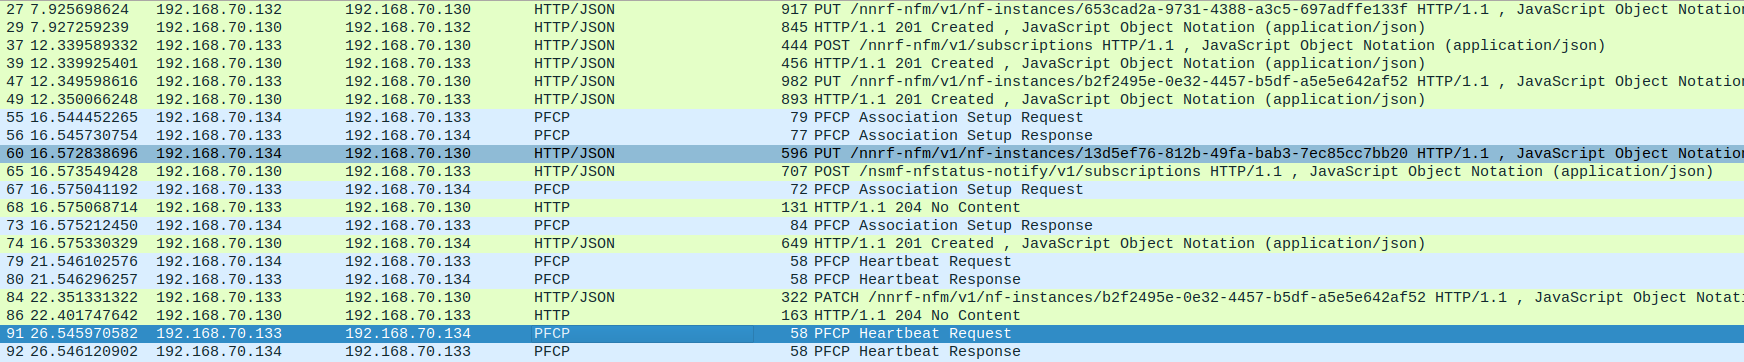 27 7.925698624 192.168.70.132 192.168.70.130 HTTP/JSON 917 PUT /nnrf-nfm/v1/nf-instances/653cad2a-9731-4388-a3c5-697adffe133f HTTP/1.1 , JavaScript Object Notation
29 7.927259239 192.168.70.130 192.168.70.132 HTTP/JSON 845 HTTP/1.1 201 Created , JavaScript Object Notation (application/json)
37 12.339589332 192.168.70.133 192.168.70.130 HTTP/JSON 444 POST /nnrf-nfm/v1/subscriptions HTTP/1.1 , JavaScript Object Notation (application/json)
39 12.339925401 192.168.70.130 192.168.70.133 HTTP/JSON 456 HTTP/1.1 201 Created , JavaScript Object Notation (application/json)
47 12.349598616 192.168.70.133 192.168.70.130 HTTP/JSON 982 PUT /nnrf-nfm/v1/nf-instances/b2f2495e-0e32-4457-b5df-a5e5e642af52 HTTP/1.1 , JavaScript Object Notation
49 12.350066248 192.168.70.130 192.168.70.133 HTTP/JSON 893 HTTP/1.1 201 Created , JavaScript Object Notation (application/json)
55 16.544452265 192.168.70.134 192.168.70.133 PFCP 79 PFCP Association Setup Request
56 16.545730754 192.168.70.133 192.168.70.134 PFCP 77 PFCP Association Setup Response
60 16.572838696 192.168.70.134 192.168.70.130 HTTP/JSON 596 PUT /nnrf-nfm/v1/nf-instances/13d5ef76-812b-49fa-bab3-7ec85cc7bb20 HTTP/1.1 , JavaScript Object Notation
65 16.573549428 192.168.70.130 192.168.70.133 HTTP/JSON 707 POST /nsmf-nfstatus-notify/v1/subscriptions HTTP/1.1 , JavaScript Object Notation (application/json)
67 16.575041192 192.168.70.133 192.168.70.134 PFCP 72 PFCP Association Setup Request
68 16.575068714 192.168.70.133 192.168.70.130 HTTP 131 HTTP/1.1 204 No Content
73 16.575212450 192.168.70.134 192.168.70.133 PFCP 84 PFCP Association Setup Response
74 16.575330329 192.168.70.130 192.168.70.134 HTTP/JSON 649 HTTP/1.1 201 Created , JavaScript Object Notation (application/json)
79 21.546102576 192.168.70.134 192.168.70.133 PFCP 58 PFCP Heartbeat Request
80 21.546296257 192.168.70.133 192.168.70.134 PFCP 58 PFCP Heartbeat Response
84 22.351331322 192.168.70.133 192.168.70.130 HTTP/JSON 322 PATCH /nnrf-nfm/v1/nf-instances/b2f2495e-0e32-4457-b5df-a5e5e642af52 HTTP/1.1 , JavaScript Object Notati
86 22.401747642 192.168.70.130 192.168.70.133 HTTP 163 HTTP/1.1 204 No Content
91 26.545970582 192.168.70.133 192.168.70.134 PFCP 58 PFCP Heartbeat Request
92 26.546120902 192.168.70.134 192.168.70.133 PFCP 58 PFCP Heartbeat Response